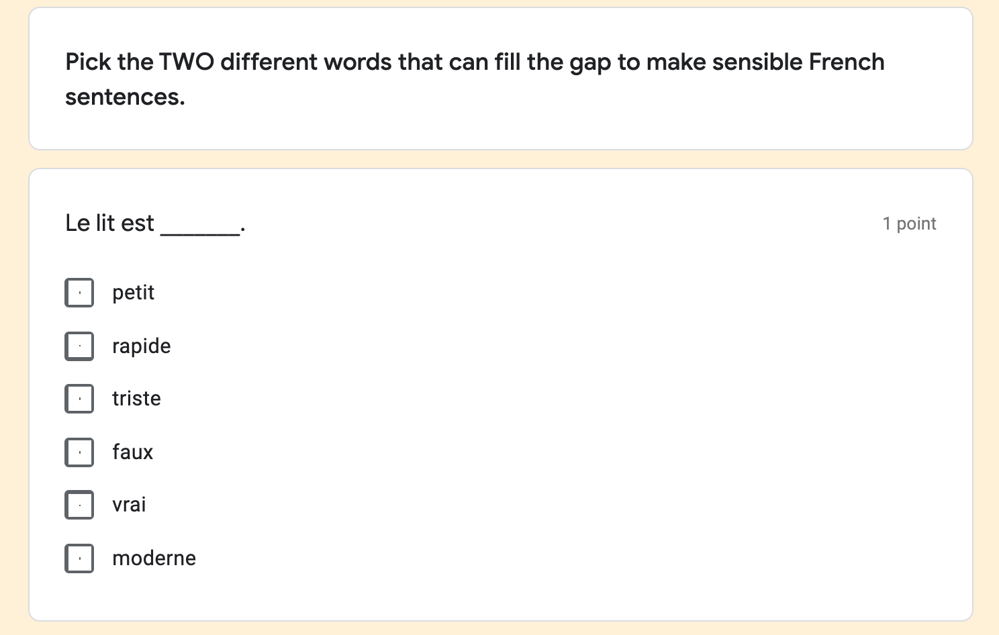 Pick the TWO different words that can fill the gap to make sensible French
sentences.
Le lit est _______.
1 point
petit
rapide
triste
faux
vrai
moderne